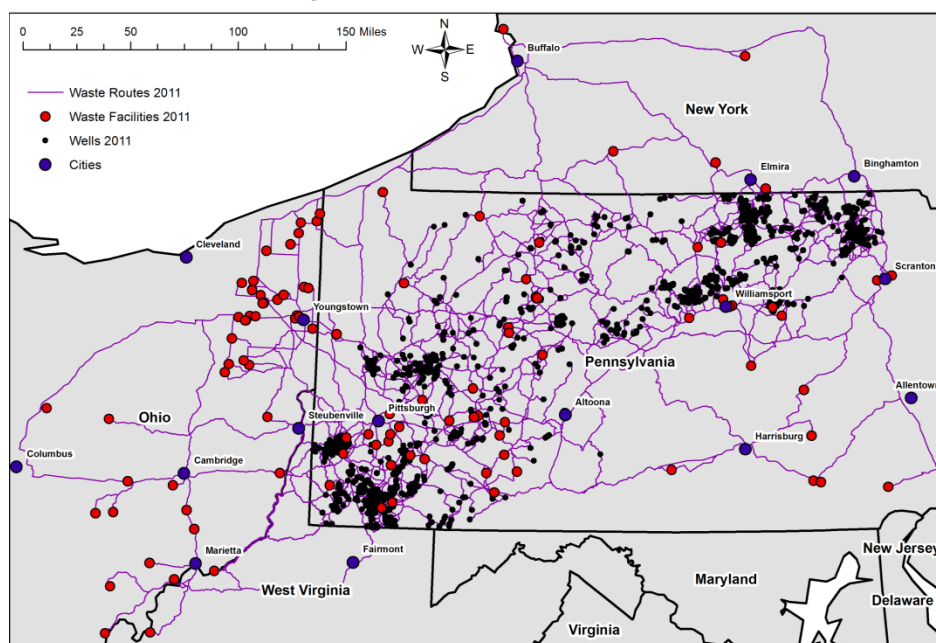 0 25 50 75 100 150 Miles
N
W E
S
Waste Routes 2011
Waste Facilities 2011
Wells 2011
Cities
Buffalo
New York
Elmira
Binghamton
Cleveland
Scranton
Youngstown
Williamsport
Pennsylvania
Allentown
Ohio
Steubenville
Pittsburgh
Altoona
Harrisburg
Columbus
Cambridge
Marietta
Fairmont
New Jersey
West Virginia
Maryland
Delaware
Virginia